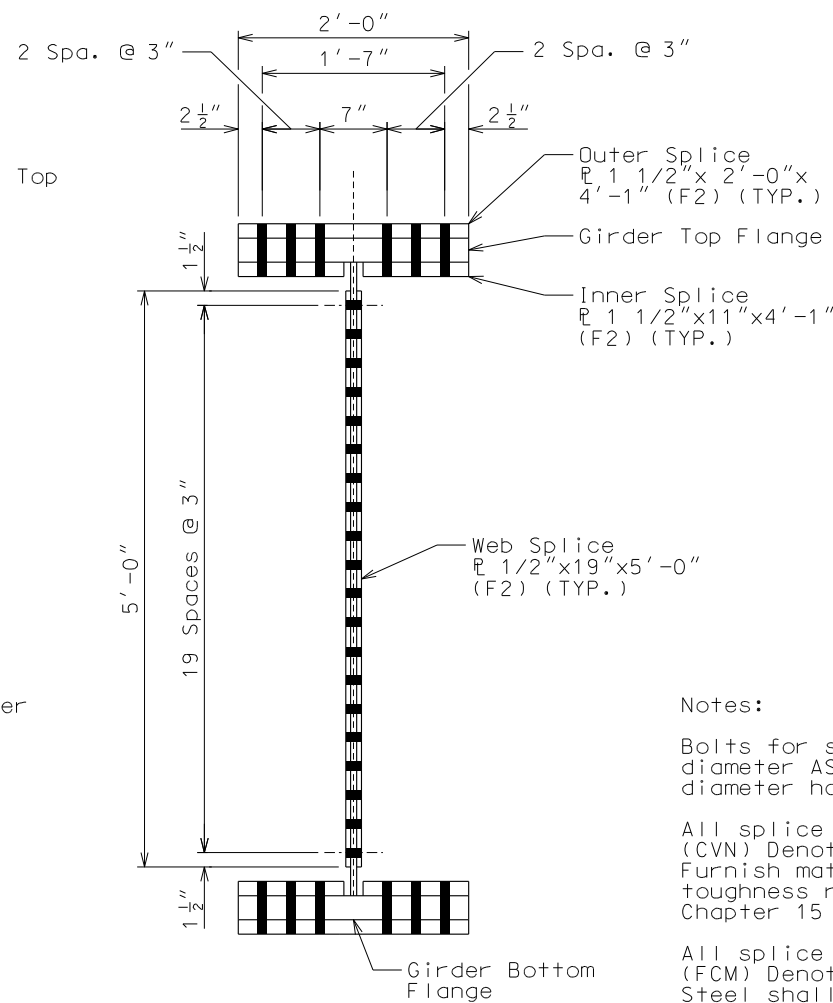 2'-0"
2 Spa. @ 3"
2 Spa. @ 3"
1'-7"
2 1/2"
7"
2 1/2"
Top
Outer Splice
℄ 1 1/2"x 2'-0"x
4'-1" (F2) (TYP.)
Girder Top Flange
1 1/2"
Inner Splice
℄ 1 1/2"x11"x4'-1"
(F2) (TYP.)
5'-0"
19 Spaces @ 3"
Web Splice
℄ 1/2"x19"x5'-0"
(F2) (TYP.)
er
Notes:
Bolts for s
diameter AS
diameter ho
All splice
(CVN) Denot
Furnish mat
toughness r
Chapter 15
All splice
(FCM) Denot
Steel shall
1 1/2"
Girder Bottom
Flange